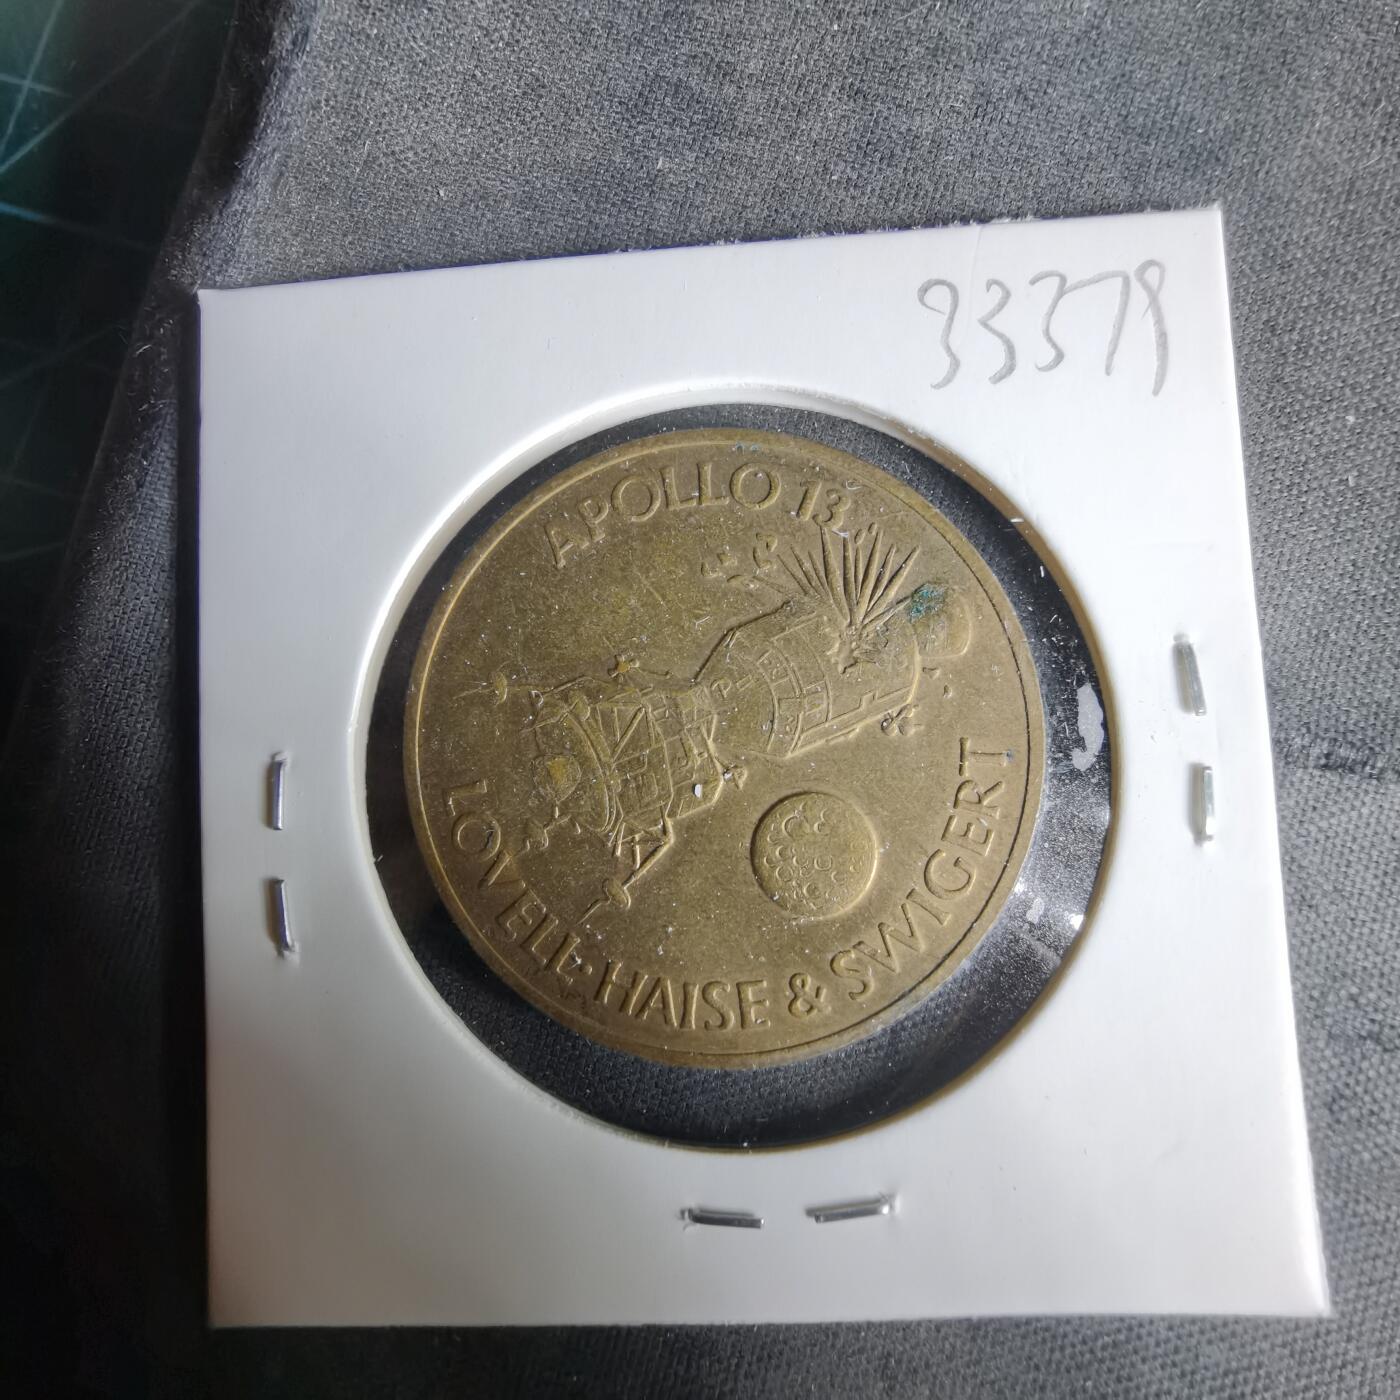 33379
APOLLO 13
LOVELL·HAISE & SWIGERT